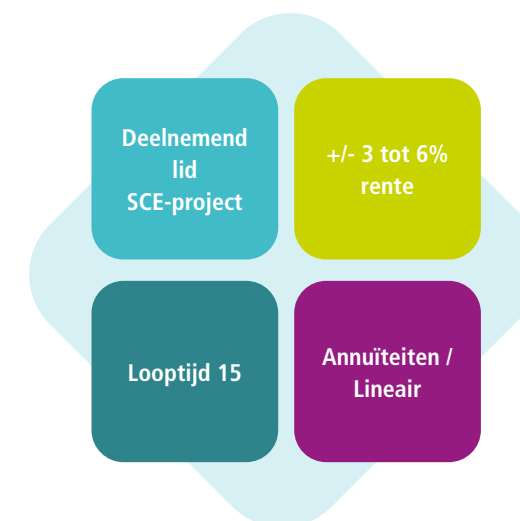 Deelnemend
lid
SCE-project
+/- 3 tot 6%
rente
Looptijd 15
Annuïteiten /
Lineair